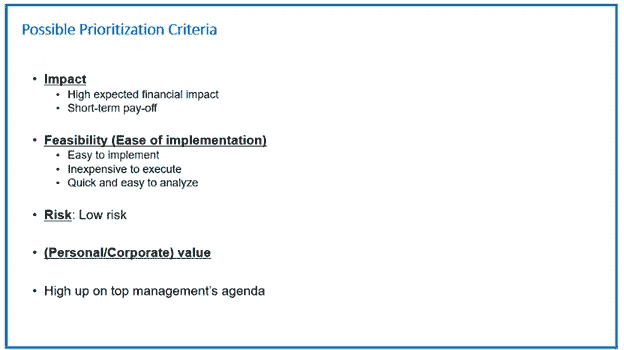 Possible Prioritization Criteria
• Impact
• High expected financial impact
• Short-term pay-off
• Feasibility (Ease of implementation)
• Easy to implement
• Inexpensive to execute
• Quick and easy to analyze
• Risk: Low risk
• (Personal/Corporate) value
• High up on top management's agenda